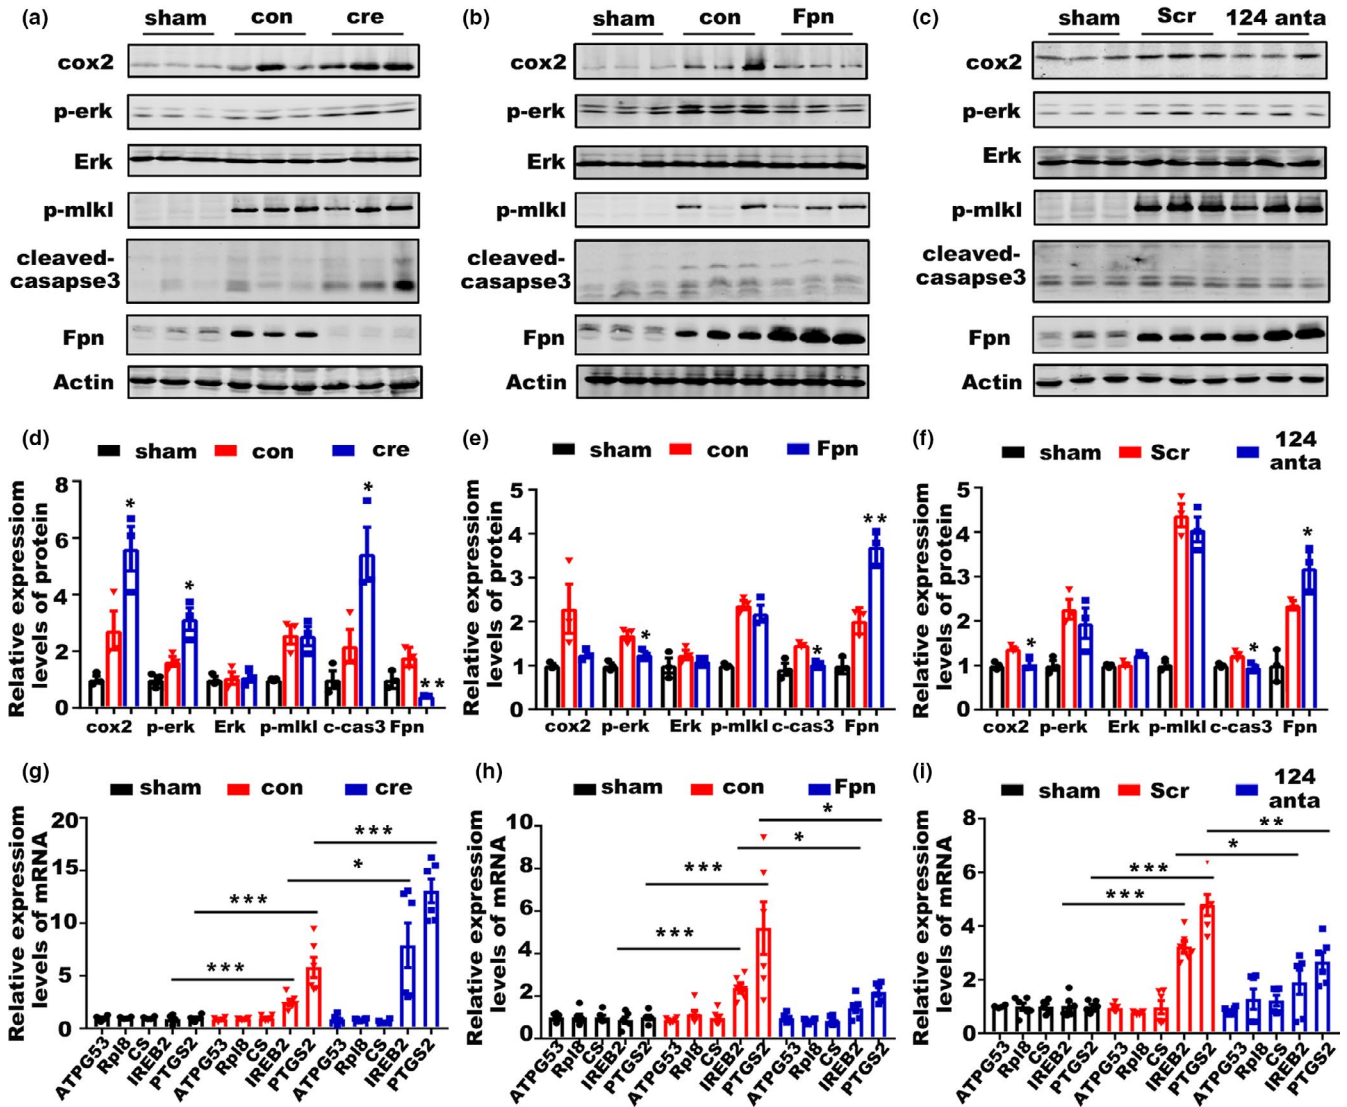 (a) sham con cre
cox2
p-erk
Erk
p-mlkl
cleaved-
casapse3
Fpn
Actin
(b) sham con Fpn
cox2
p-erk
Erk
p-mlkl
cleaved-
casapse3
Fpn
Actin
(c) sham Scr 124 anta
cox2
p-erk
Erk
p-mlkl
cleaved-
casapse3
Fpn
Actin
(d) sham con cre
Relative expressiom
levels of protein
8
6
4
2
0
* * * **
cox2 p-erk Erk p-mlkl c-cas3 Fpn
(e) sham con Fpn
Relative expressiom
levels of protein
5
4
3
2
1
0
* * **
cox2 p-erk Erk p-mlkl c-cas3 Fpn
(f) sham Scr 124
anta
Relative expressiom
levels of protein
5
4
3
2
1
0
* * *
cox2 p-erk Erk p-mlkl c-cas3 Fpn
(g) sham con cre
Relative expressiom
levels of mRNA
20
15
10
5
0
***
*
***
***
ATPG53 Rpl8 CS IREB2 PTGS2 ATPG53 Rpl8 CS IREB2 PTGS2 ATPG53 Rpl8 CS IREB2 PTGS2
(h) sham con Fpn
Relative expressiom
levels of mRNA
10
8
6
4
2
0
*
*
***
***
ATPG53 Rpl8 CS IREB2 PTGS2 ATPG53 Rpl8 CS IREB2 PTGS2 ATPG53 Rpl8 CS IREB2 PTGS2
(i) sham Scr 124
anta
Relative expressiom
levels of mRNA
8
6
4
2
0
**
*
***
***
ATPG53 Rpl8 CS IREB2 PTGS2 ATPG53 Rpl8 CS IREB2 PTGS2 ATPG53 Rpl8 CS IREB2 PTGS2